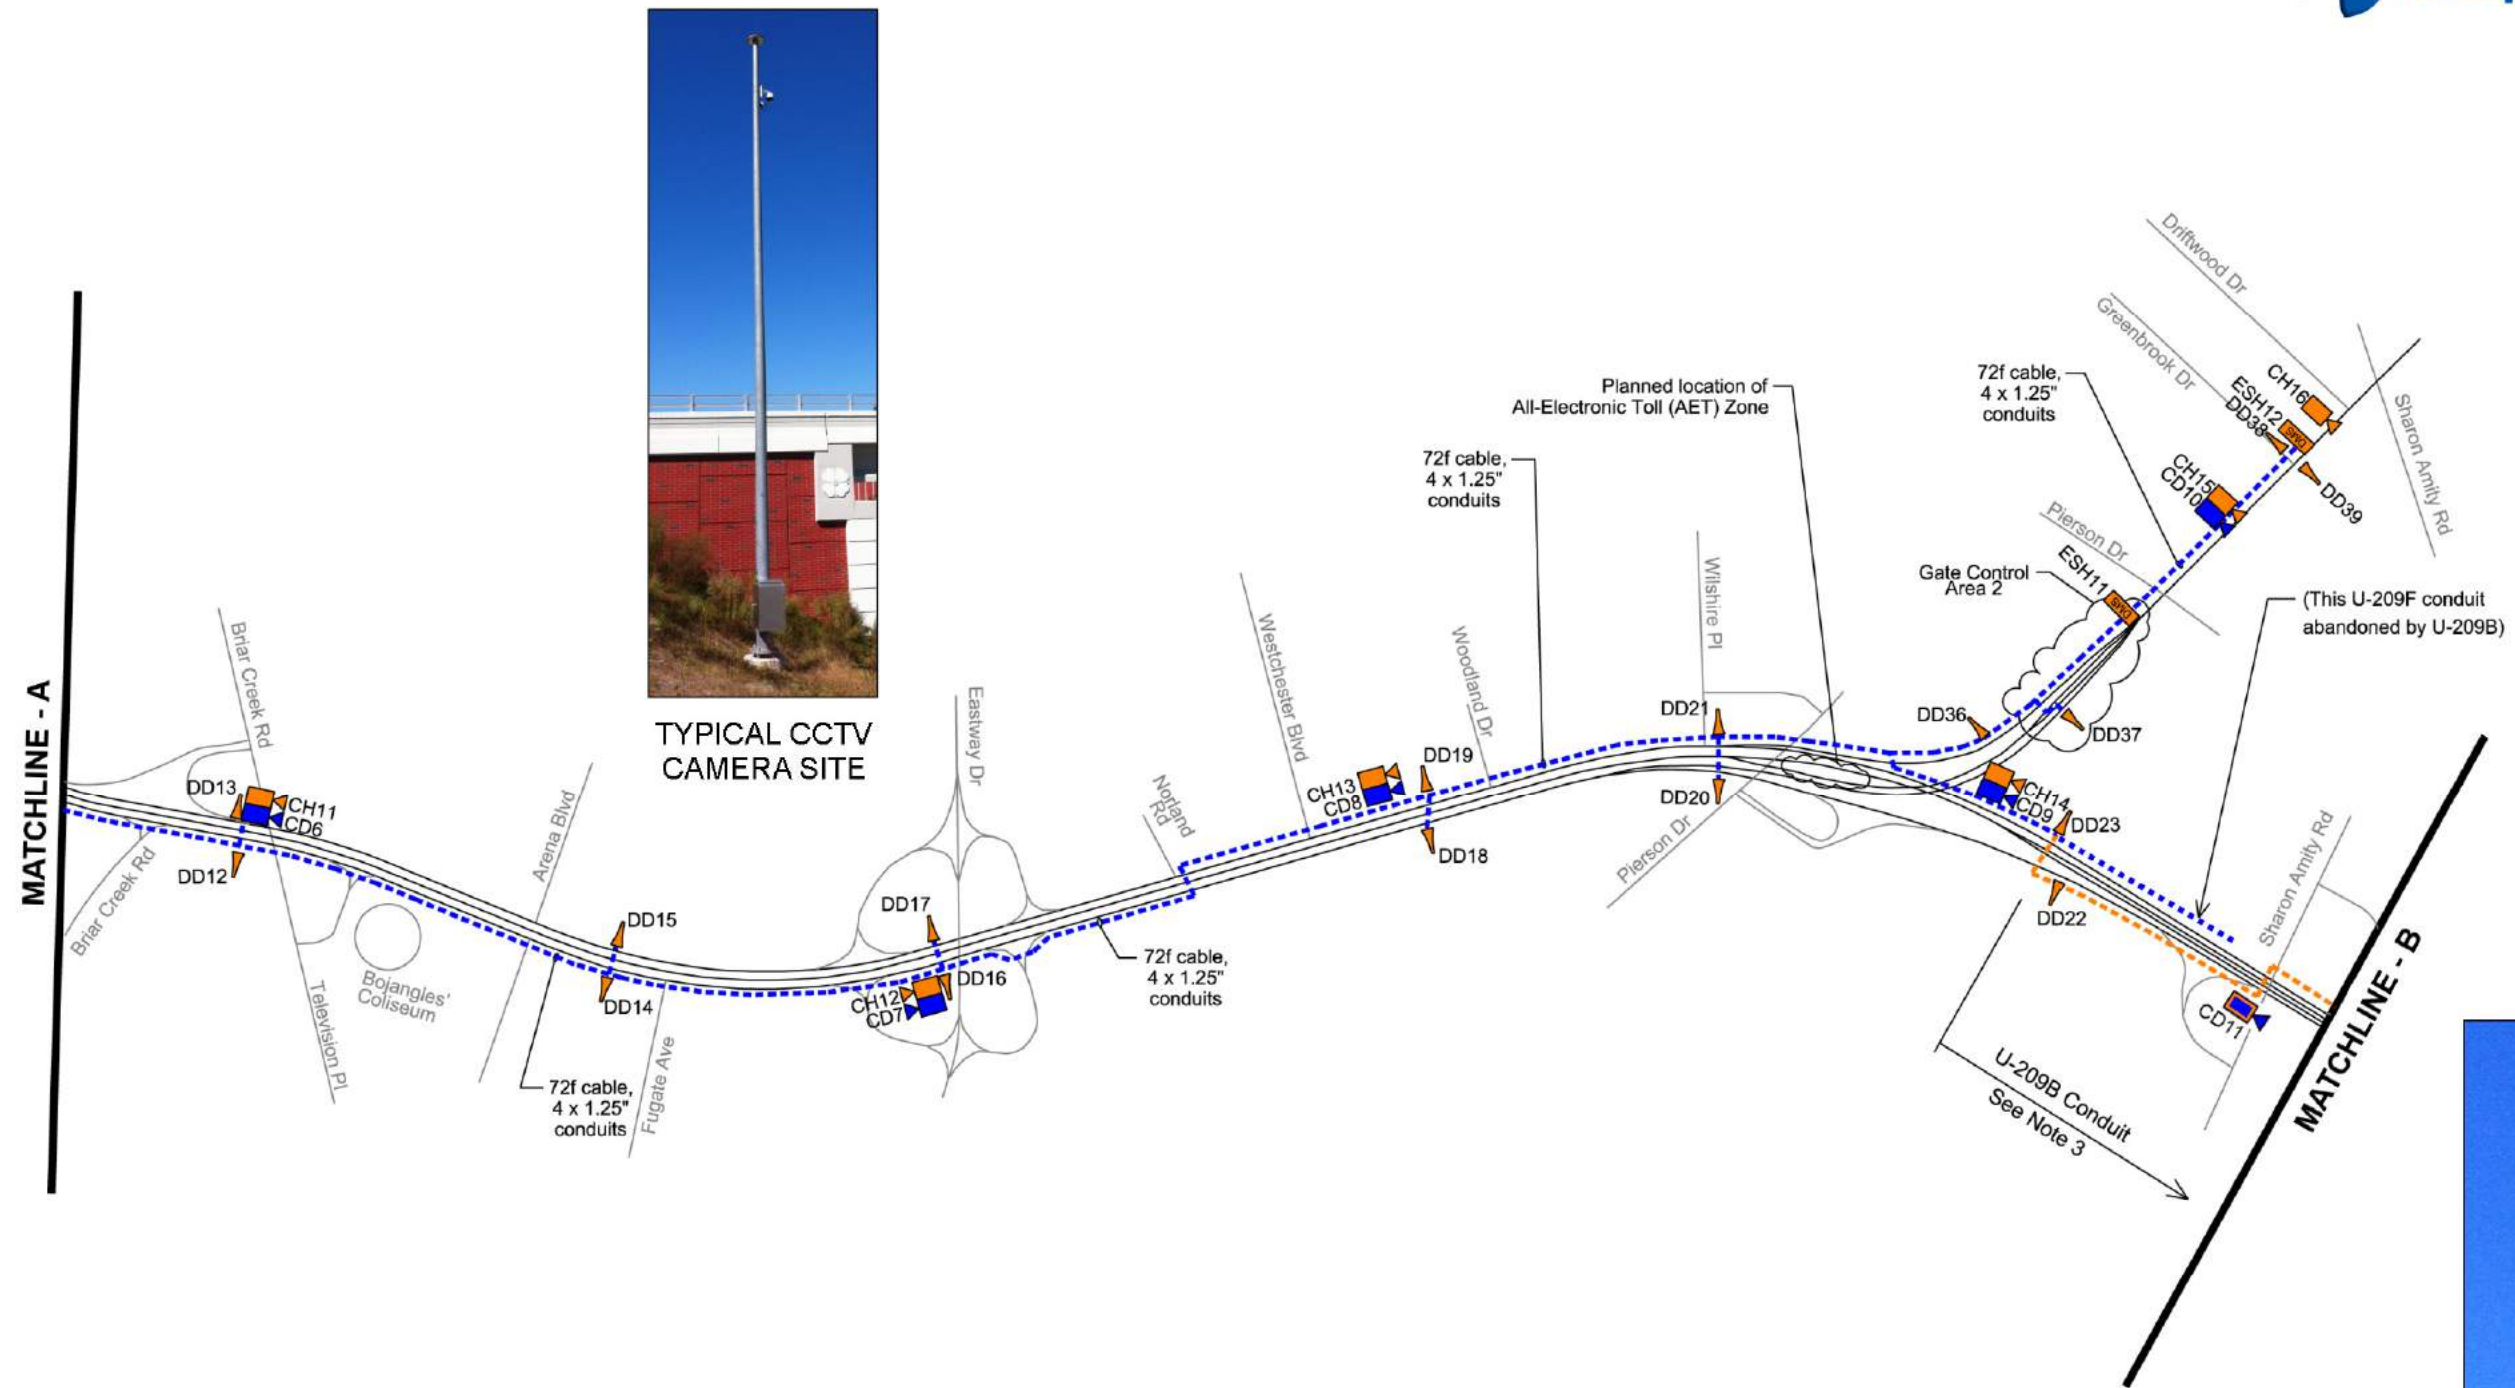 TYPICAL CCTV
CAMERA SITE
MATCHLINE - A
Briar Creek Rd
DD13
CH11
CD6
DD12
Briar Creek Rd
Television Pl
Bojangles'
Coliseum
Arena Blvd
DD15
DD14
72f cable,
4 x 1.25"
conduits
Fugate Ave
Eastway Dr
DD17
DD16
CH12
CD7
Norland
Rd
72f cable,
4 x 1.25"
conduits
Westchester Blvd
CH13
CD8
DD19
DD18
Woodland Dr
72f cable,
4 x 1.25"
conduits
Planned location of
All-Electronic Toll (AET) Zone
Wilshire Pl
DD21
DD20
Pierson Dr
DD36
DD37
Gate Control
Area 2
ESH11
DMS
Pierson Dr
72f cable,
4 x 1.25"
conduits
CH15
CD10
Driftwood Dr
Greenbrook Dr
CH16
ESH12
DMS
DD38
DD39
Sharon Amity Rd
(This U-209F conduit
abandoned by U-209B)
CH14
CD9
DD23
DD22
Sharon Amity Rd
CD11
U-209B Conduit
See Note 3
MATCHLINE - B